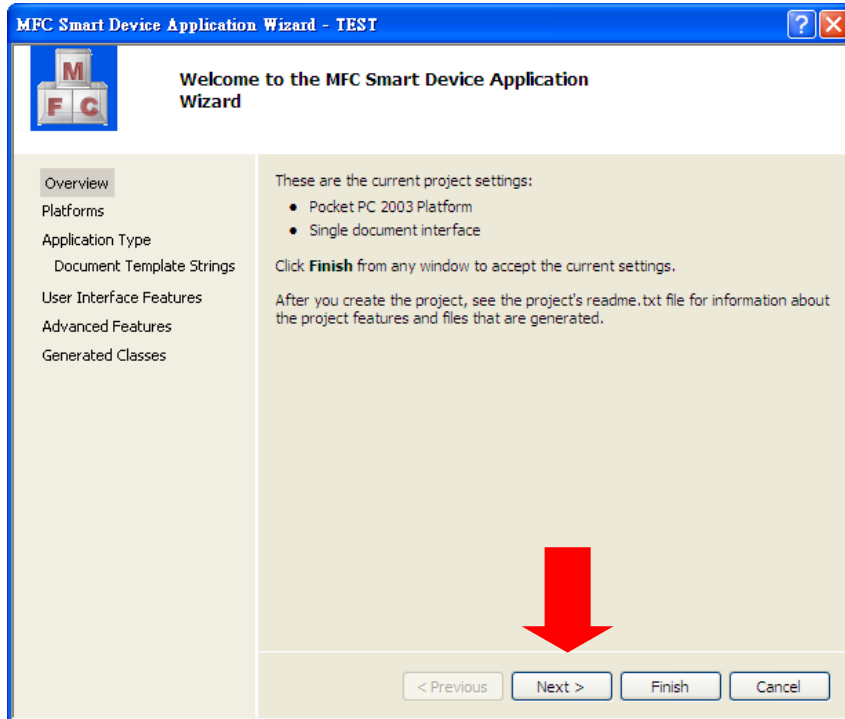 MFC Smart Device Application Wizard - TEST
M
F C
Welcome to the MFC Smart Device Application
Wizard
Overview
Platforms
Application Type
Document Template Strings
User Interface Features
Advanced Features
Generated Classes
These are the current project settings:
• Pocket PC 2003 Platform
• Single document interface
Click Finish from any window to accept the current settings.
After you create the project, see the project's readme.txt file for information about
the project features and files that are generated.
< Previous Next > Finish Cancel